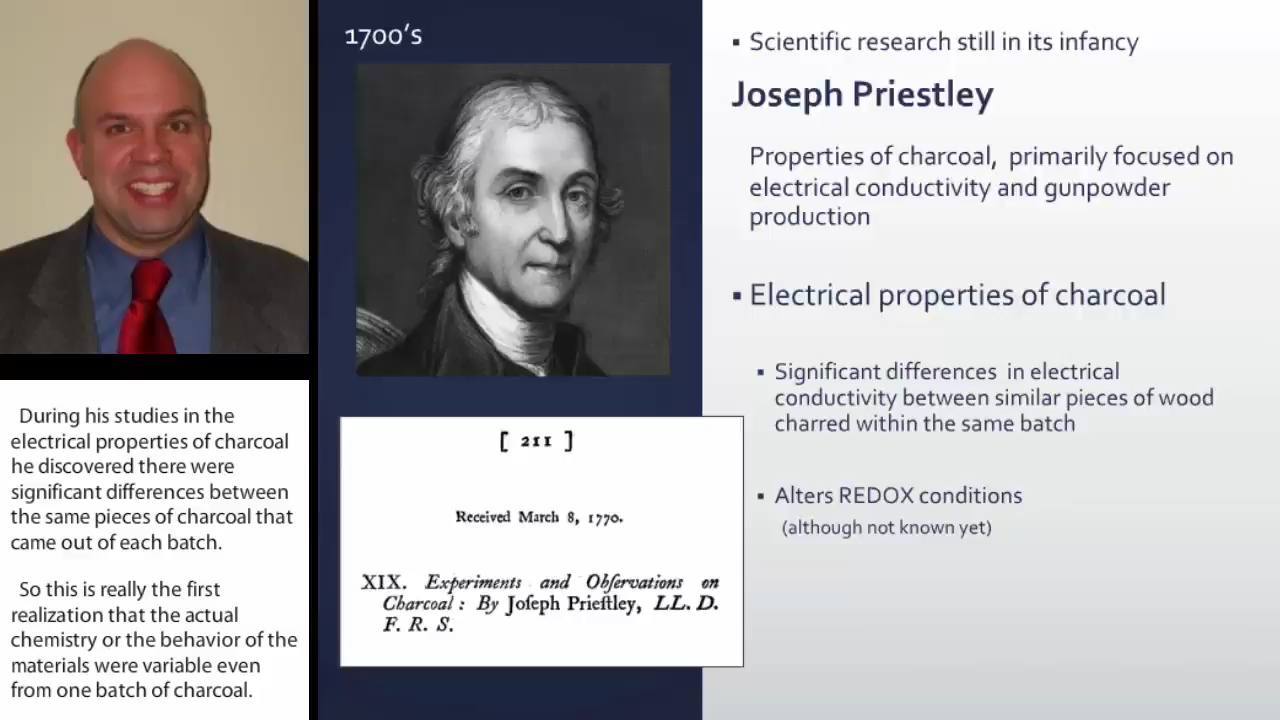 During his studies in the
electrical properties of charcoal
he discovered there were
significant differences between
the same pieces of charcoal that
came out of each batch.
So this is really the first
realization that the actual
chemistry or the behavior of the
materials were variable even
from one batch of charcoal.
1700's
[ 211 ]
Received March 8, 1770.
XIX. Experiments and Obſervations on
Charcoal : By Joſeph Prieſtley, LL. D.
F. R. S.
▪ Scientific research still in its infancy
Joseph Priestley
Properties of charcoal, primarily focused on
electrical conductivity and gunpowder
production
▪ Electrical properties of charcoal
▪ Significant differences in electrical
conductivity between similar pieces of wood
charred within the same batch
▪ Alters REDOX conditions
(although not known yet)